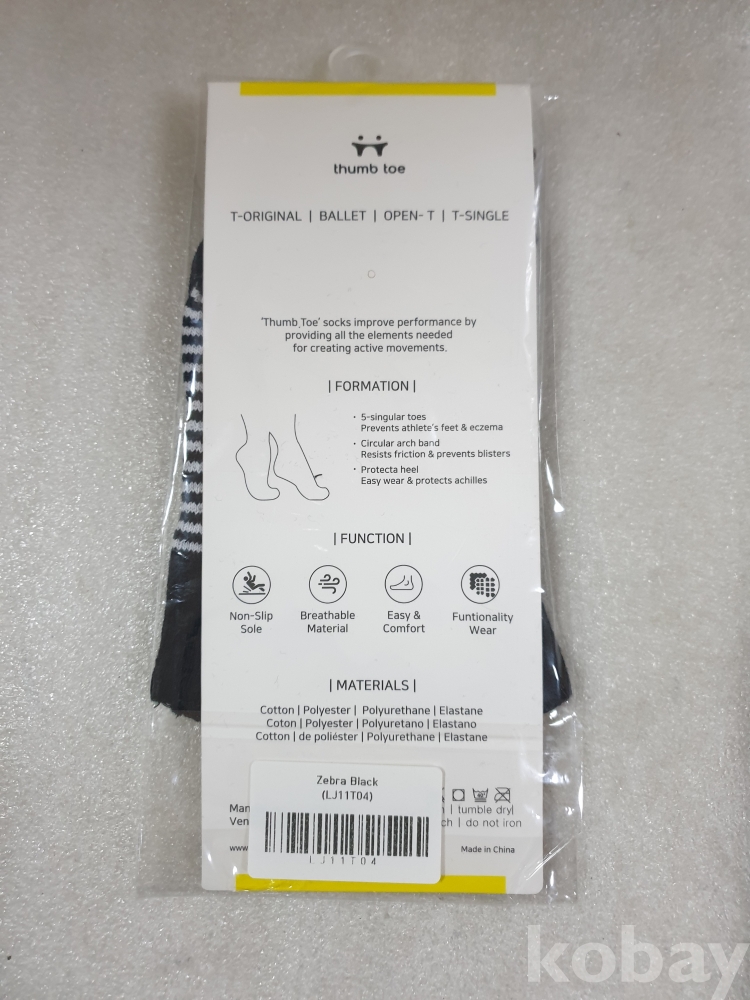 thumb toe
T-ORIGINAL | BALLET | OPEN- T | T-SINGLE
'Thumb Toe' socks improve performance by
providing all the elements needed
for creating active movements.
| FORMATION |
· 5-singular toes
Prevents athlete's feet & eczema
· Circular arch band
Resists friction & prevents blisters
· Protecta heel
Easy wear & protects achilles
| FUNCTION |
Non-Slip
Sole
Breathable
Material
Easy &
Comfort
Funtionality
Wear
| MATERIALS |
Cotton | Polyester | Polyurethane | Elastane
Coton | Polyester | Polyuretano | Elastano
Cotton | de poliéster | Polyurethane | Elastane
Zebra Black
(LJ11T04)
LJ11T04
| tumble dry|
| do not iron
www
Made in China
kobay